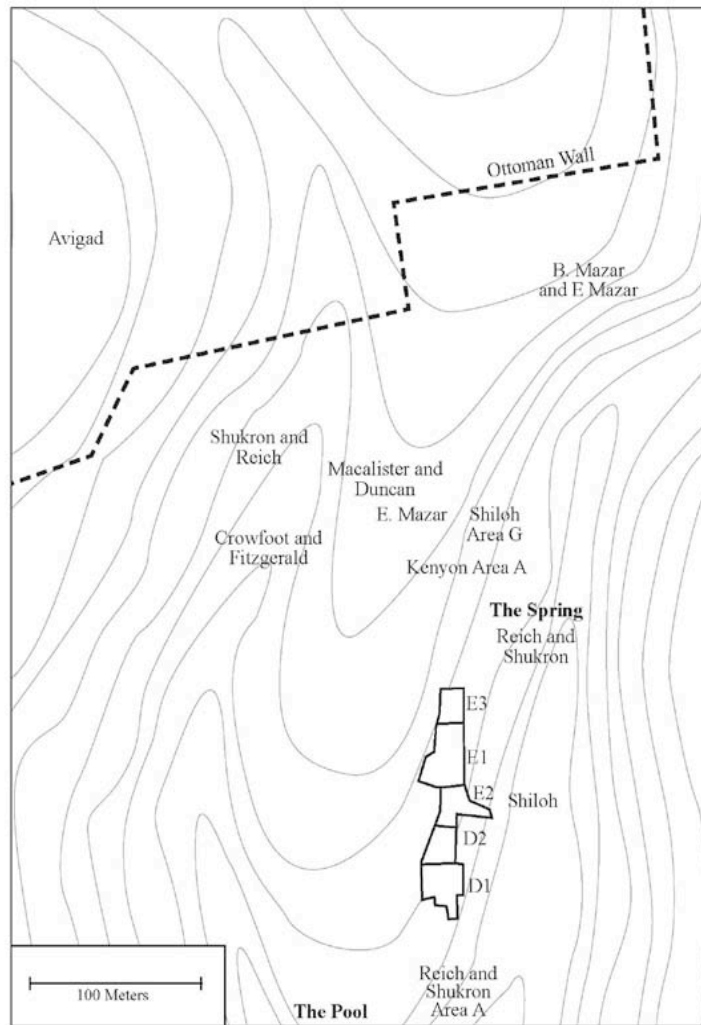 Ottoman Wall
Avigad
B. Mazar
and E Mazar
Shukron and
Reich
Macalister and
Duncan
E. Mazar
Shiloh
Area G
Crowfoot and
Fitzgerald
Kenyon Area A
The Spring
Reich and
Shukron
E3
E1
E2
Shiloh
D2
D1
Reich and
Shukron
Area A
100 Meters
The Pool